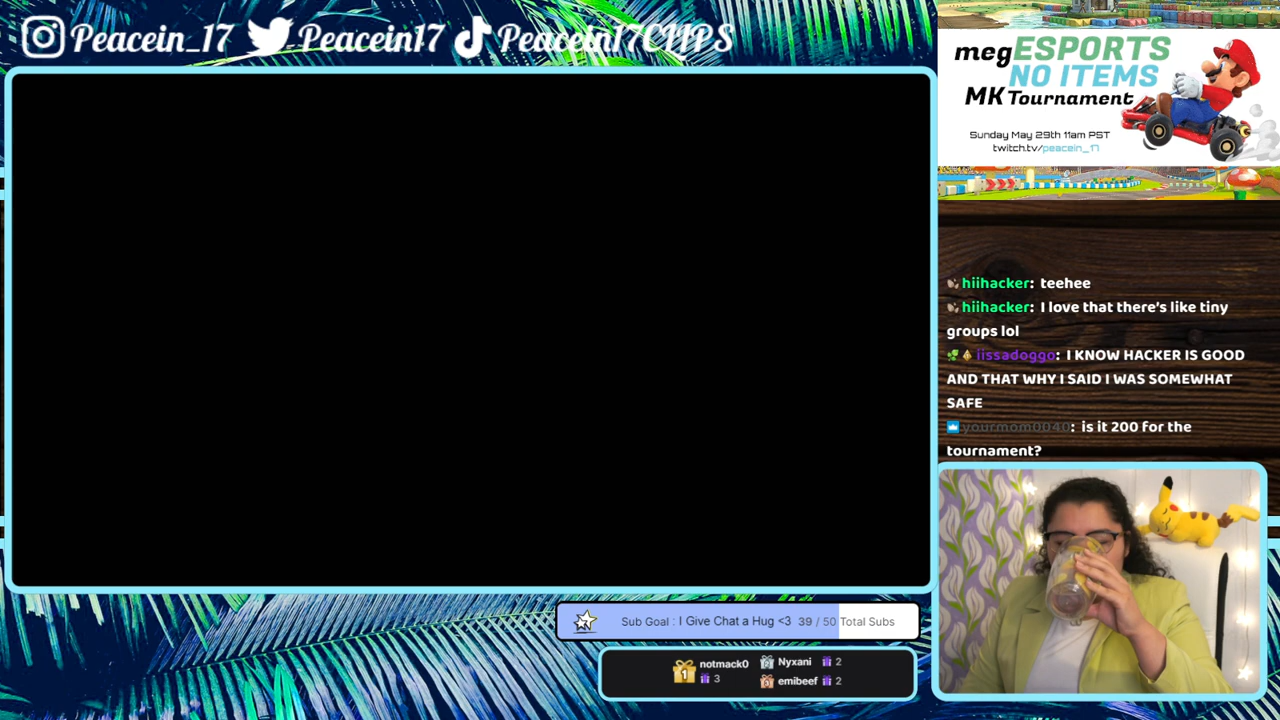 Peacein_17 Peacein17 Peacein17ClIPS
megESPORTS
NO ITEMS
MK Tournament
Sunday May 29th 11am PST
twitch.tv/peacein_17
hiihacker: teehee
hiihacker: I love that there's like tiny
groups lol
iissadoggo: I KNOW HACKER IS GOOD
AND THAT WHY I SAID I WAS SOMEWHAT
SAFE
yourmom0040: is it 200 for the
tournament?
Sub Goal : I Give Chat a Hug <3 39 / 50 Total Subs
1 notmack0 3
2 Nyxani 2
3 emibeef 2